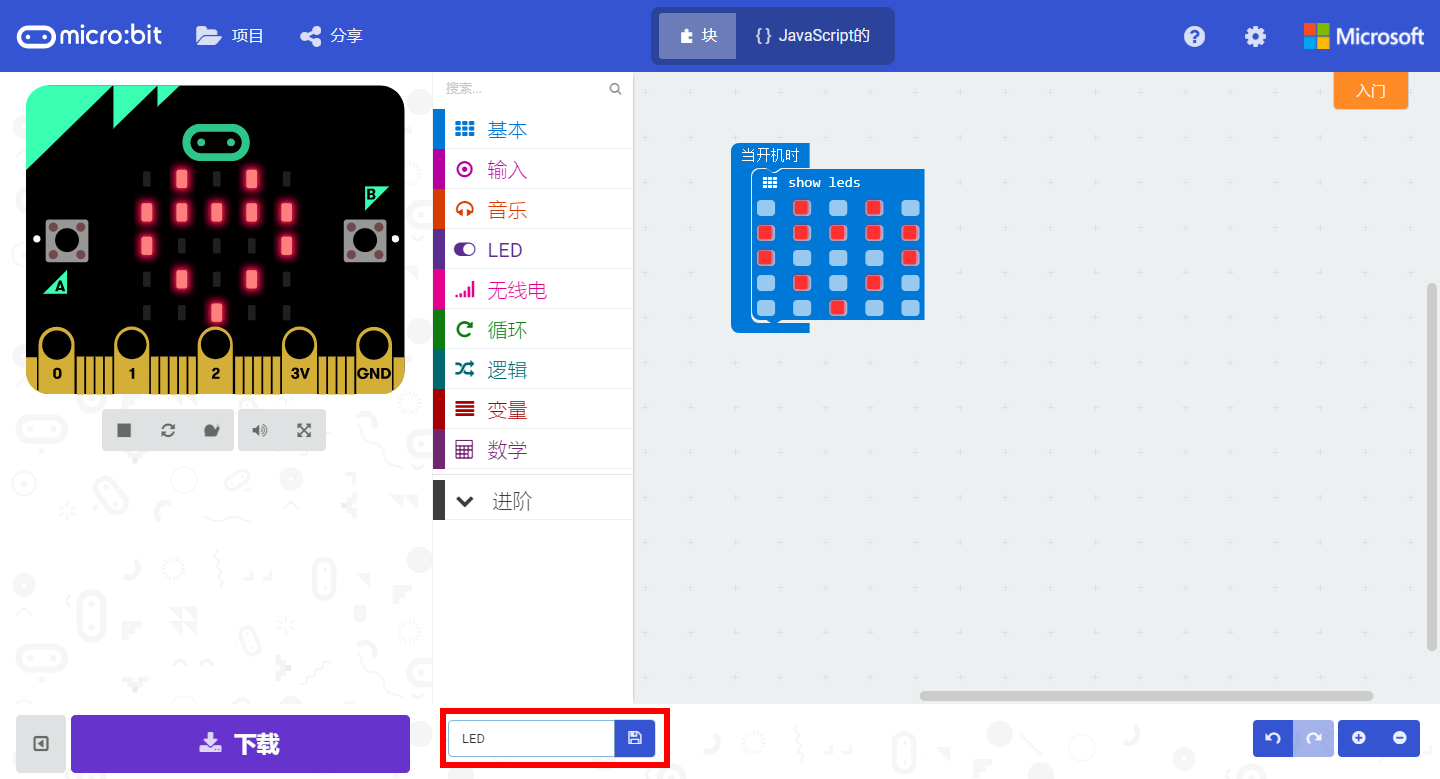 micro:bit
项目
分享
块
{ } JavaScript的
Microsoft
搜索...
入门
基本
输入
音乐
LED
无线电
循环
逻辑
变量
数学
进阶
当开机时
show leds
B
A
0
1
2
3V
GND
下载
LED